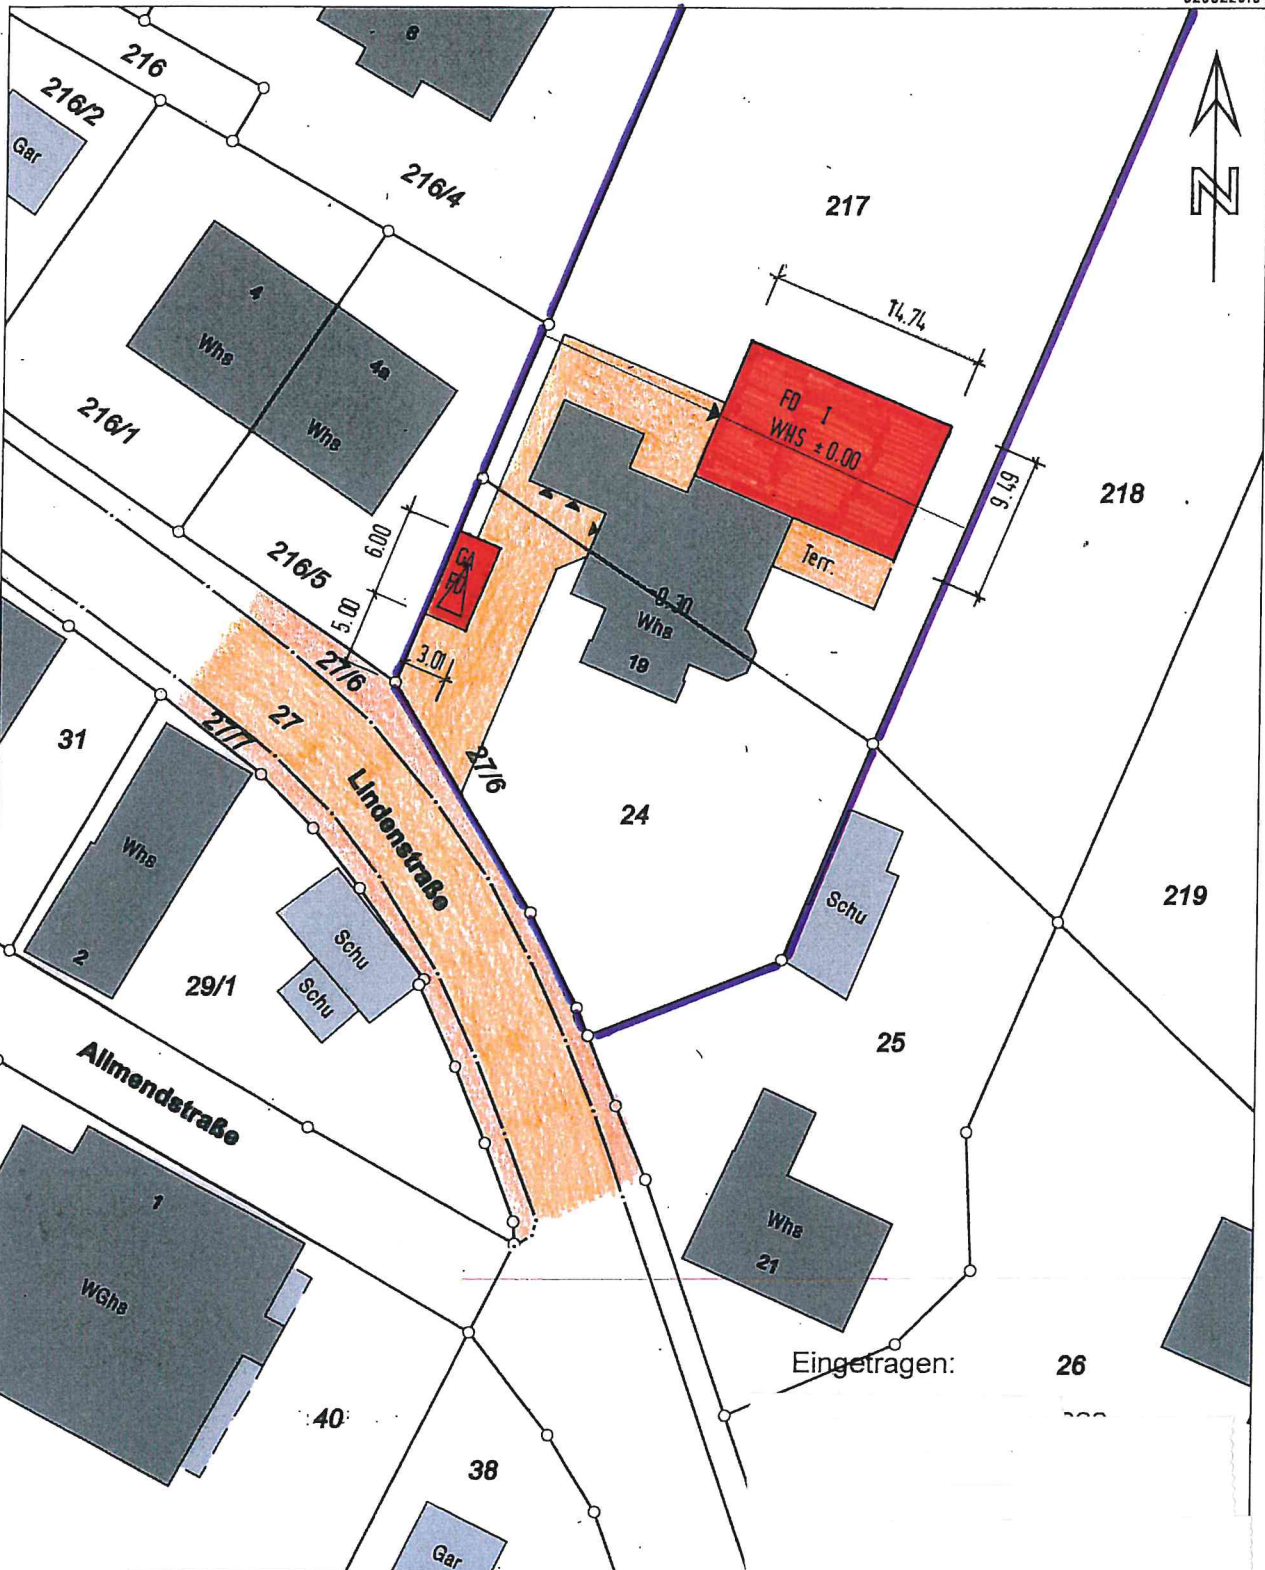 8
216
216/2
Gar
216/4
217
N
4
Whs
4a
Whs
14.74
216/1
FD I
WHS ±0.00
9.49
218
6.00
216/5
GA
FD
Terr.
5.00
-0.30
Whs
19
3.01
27/6
27
27/7
31
27/6
Lindenstraße
24
Whs
2
219
Schu
Schu
Schu
29/1
25
Allmendstraße
1
WGhs
Whs
21
Eingetragen:
26
40
38
Gar